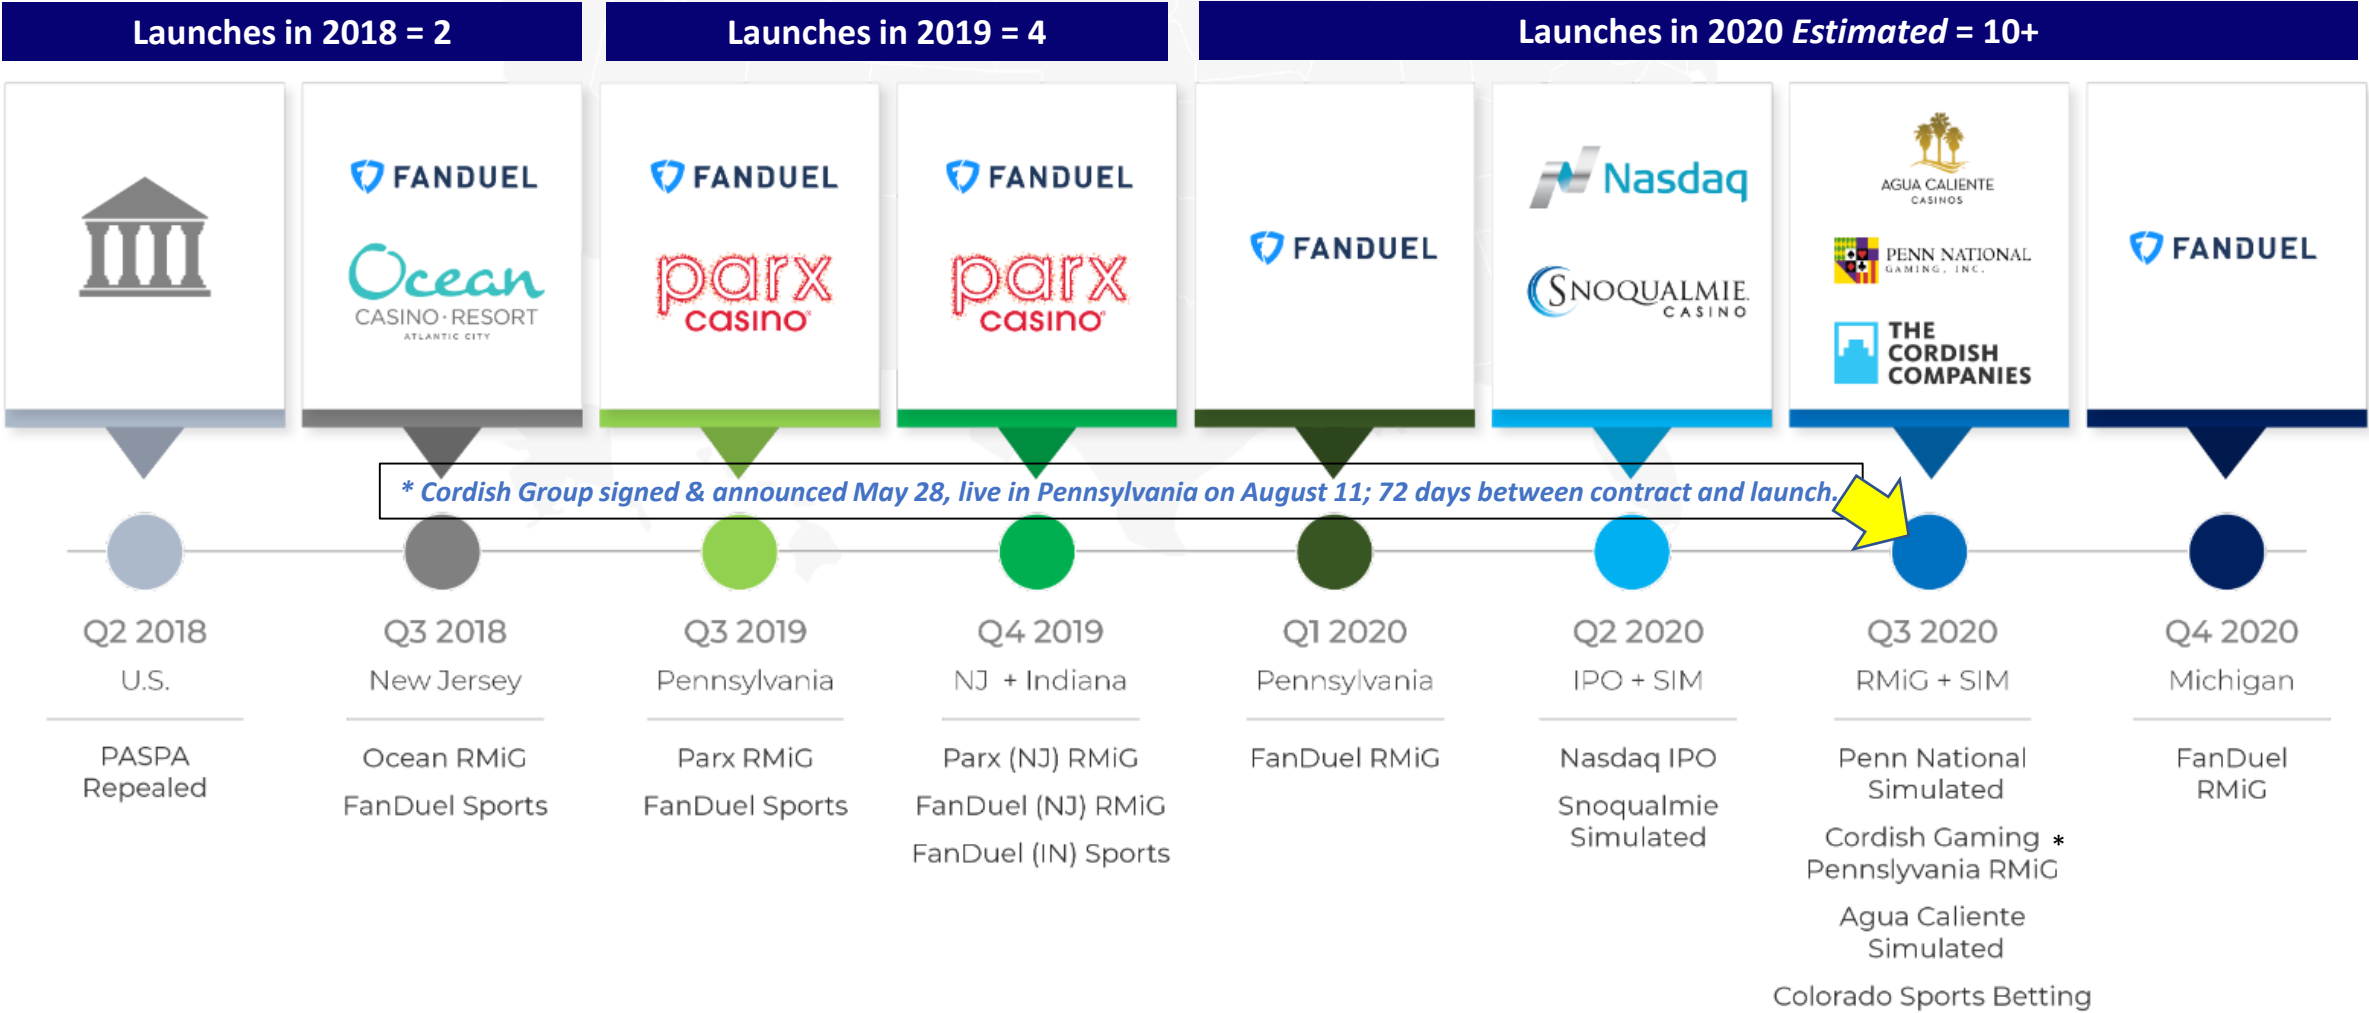 Launches in 2018 = 2
Launches in 2019 = 4
Launches in 2020 Estimated = 10+
FANDUEL
Ocean
CASINO·RESORT
ATLANTIC CITY
FANDUEL
parx
casino
FANDUEL
parx
casino
FANDUEL
Nasdaq
SNOQUALMIE
CASINO
AGUA CALIENTE
CASINOS
PENN NATIONAL
GAMING, INC.
THE
CORDISH
COMPANIES
FANDUEL
* Cordish Group signed & announced May 28, live in Pennsylvania on August 11; 72 days between contract and launch.
Q2 2018
U.S.
PASPA
Repealed
Q3 2018
New Jersey
Ocean RMiG
FanDuel Sports
Q3 2019
Pennsylvania
Parx RMiG
FanDuel Sports
Q4 2019
NJ + Indiana
Parx (NJ) RMiG
FanDuel (NJ) RMiG
FanDuel (IN) Sports
Q1 2020
Pennsylvania
FanDuel RMiG
Q2 2020
IPO + SIM
Nasdaq IPO
Snoqualmie
Simulated
Q3 2020
RMiG + SIM
Penn National
Simulated
Cordish Gaming *
Pennslyvania RMiG
Agua Caliente
Simulated
Colorado Sports Betting
Q4 2020
Michigan
FanDuel
RMiG